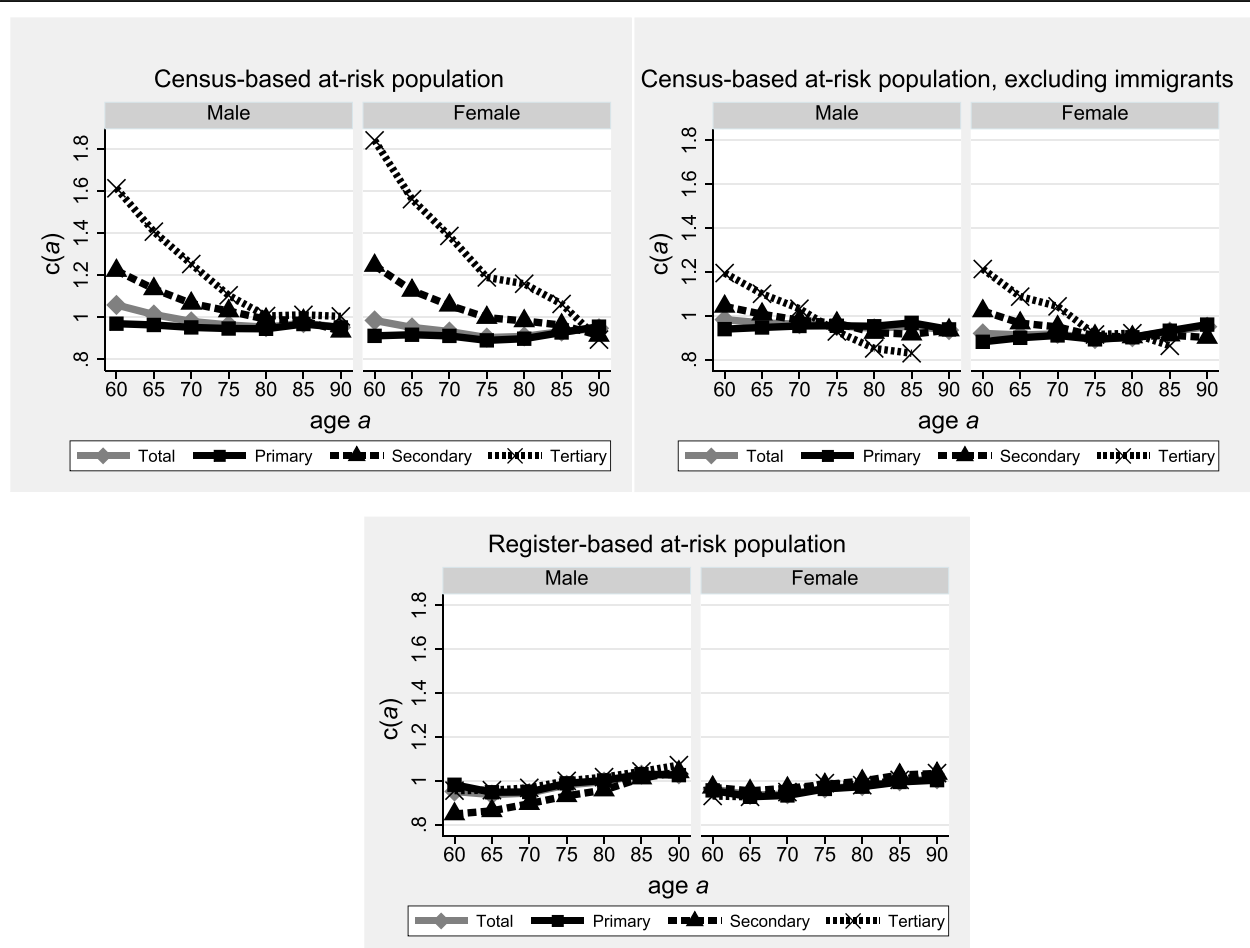 Census-based at-risk population
Male Female
c(a)
1.8
1.6
1.4
1.2
1
.8
60 65 70 75 80 85 90 60 65 70 75 80 85 90
age a
Total Primary Secondary Tertiary
Census-based at-risk population, excluding immigrants
Male Female
c(a)
1.8
1.6
1.4
1.2
1
.8
60 65 70 75 80 85 90 60 65 70 75 80 85 90
age a
Total Primary Secondary Tertiary
Register-based at-risk population
Male Female
c(a)
1.8
1.6
1.4
1.2
1
.8
60 65 70 75 80 85 90 60 65 70 75 80 85 90
age a
Total Primary Secondary Tertiary